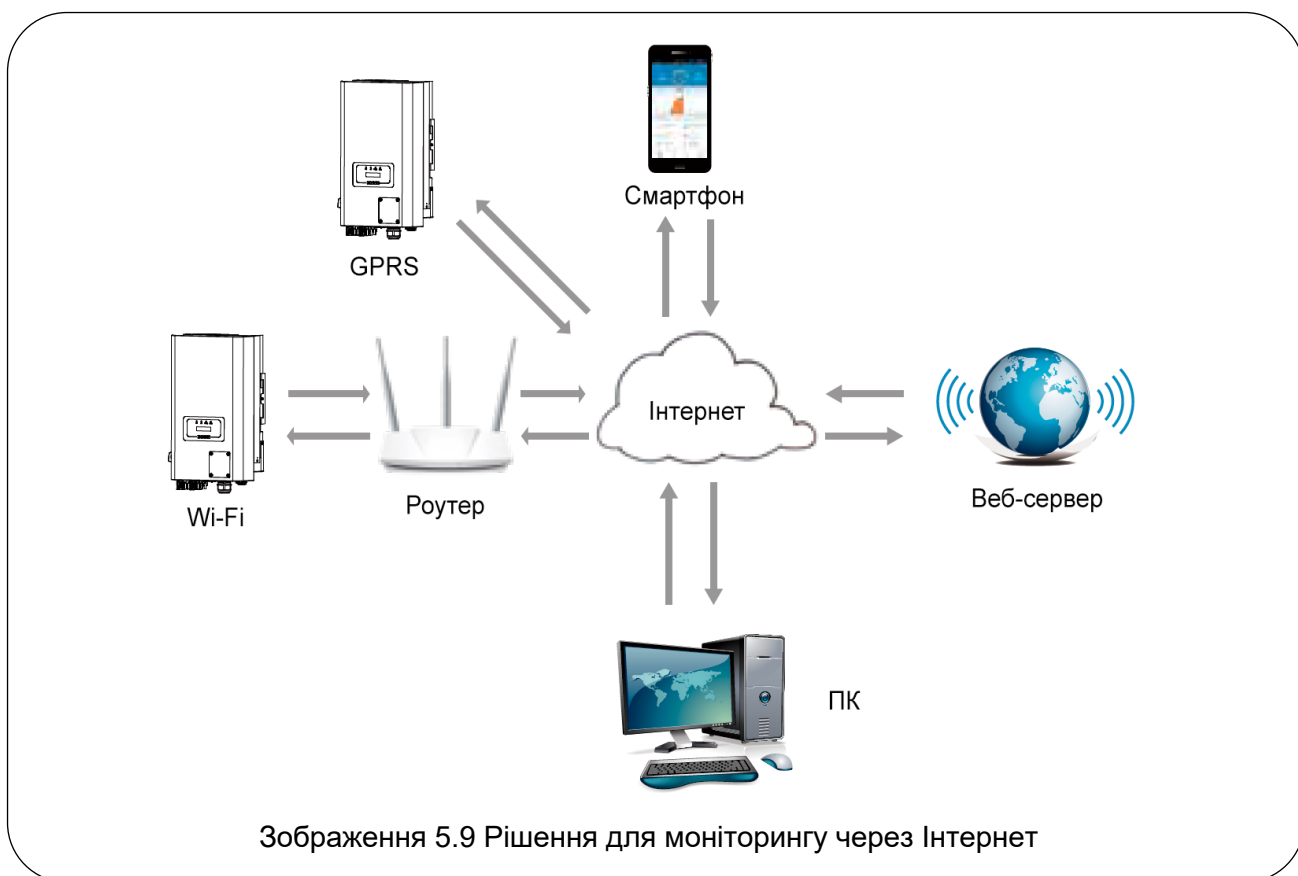 Смартфон
GPRS
Інтернет
Wi-Fi
Роутер
Веб-сервер
ПК
Зображення 5.9 Рішення для моніторингу через Інтернет